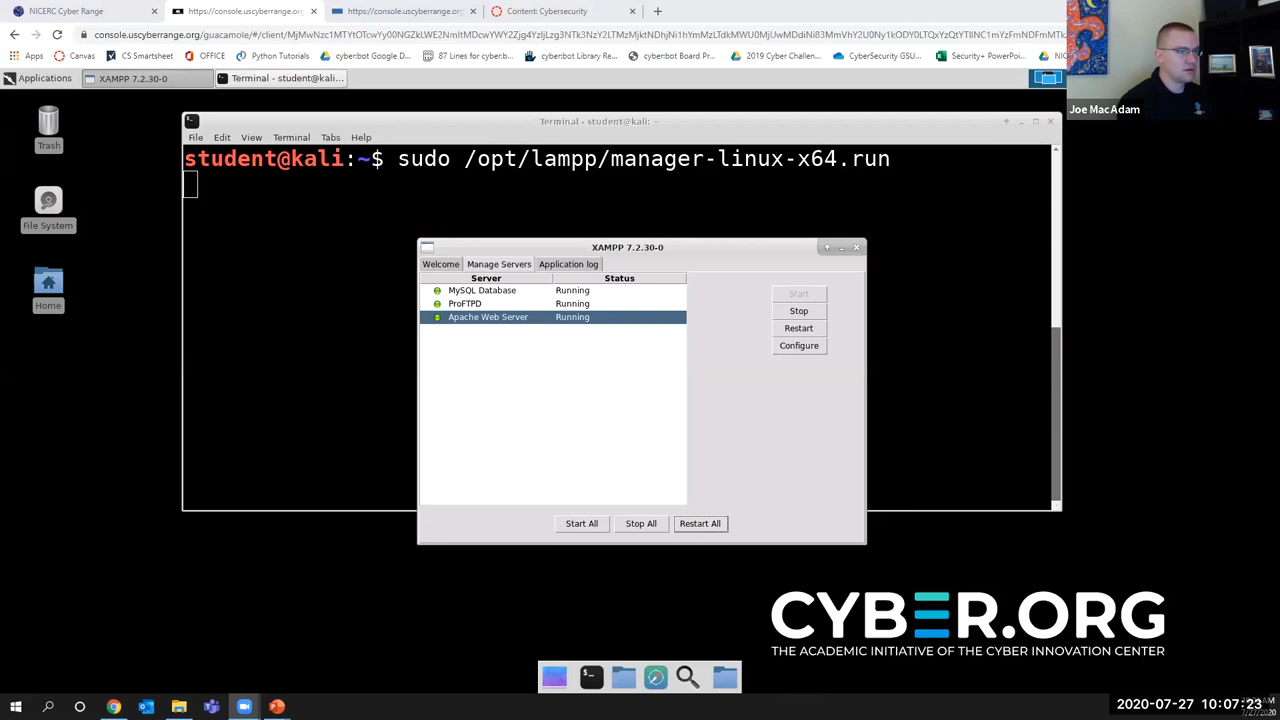 NICERC Cyber Range
https://console.uscyberrange.org/
https://console.uscyberrange.org,
Content: Cybersecurity
Apps
Canvas
CS Smartsheet
OFFICE
Python Tutorials
cyberbot Google D...
87 Lines for cyber.b...
cyberbot Library Re...
cyberbot Board Pr...
2019 Cyber Challen...
CyberSecurity GSU...
Security+ PowerPoi...
Joe MacAdam
Applications
XAMPP 7.2.30-0
Terminal - student@kali...
Trash
File System
Home
Terminal - student@kali: ~
File Edit View Terminal Tabs Help
student@kali:~$ sudo /opt/lampp/manager-linux-x64.run
XAMPP 7.2.30-0
Welcome Manage Servers Application log
Server Status
MySQL Database Running
ProFTPD Running
Apache Web Server Running
Start
Stop
Restart
Configure
Start All Stop All Restart All
CYBER.ORG
THE ACADEMIC INITIATIVE OF THE CYBER INNOVATION CENTER
2020-07-27 10:07:23